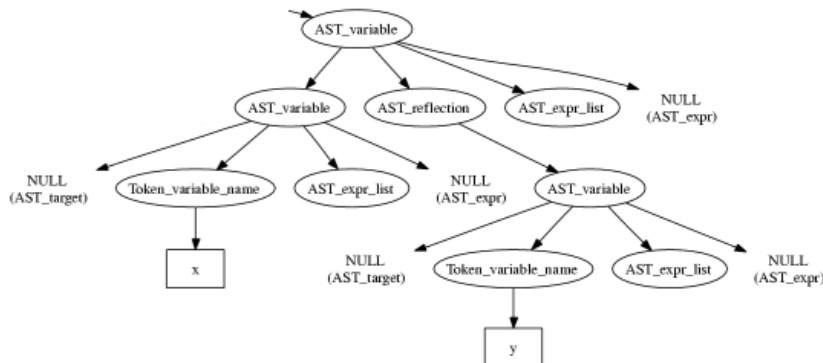 AST_variable
AST_variable
AST_reflection
AST_expr_list
NULL
(AST_expr)
NULL
(AST_target)
Token_variable_name
AST_expr_list
NULL
(AST_expr)
AST_variable
x
NULL
(AST_target)
Token_variable_name
AST_expr_list
NULL
(AST_expr)
y